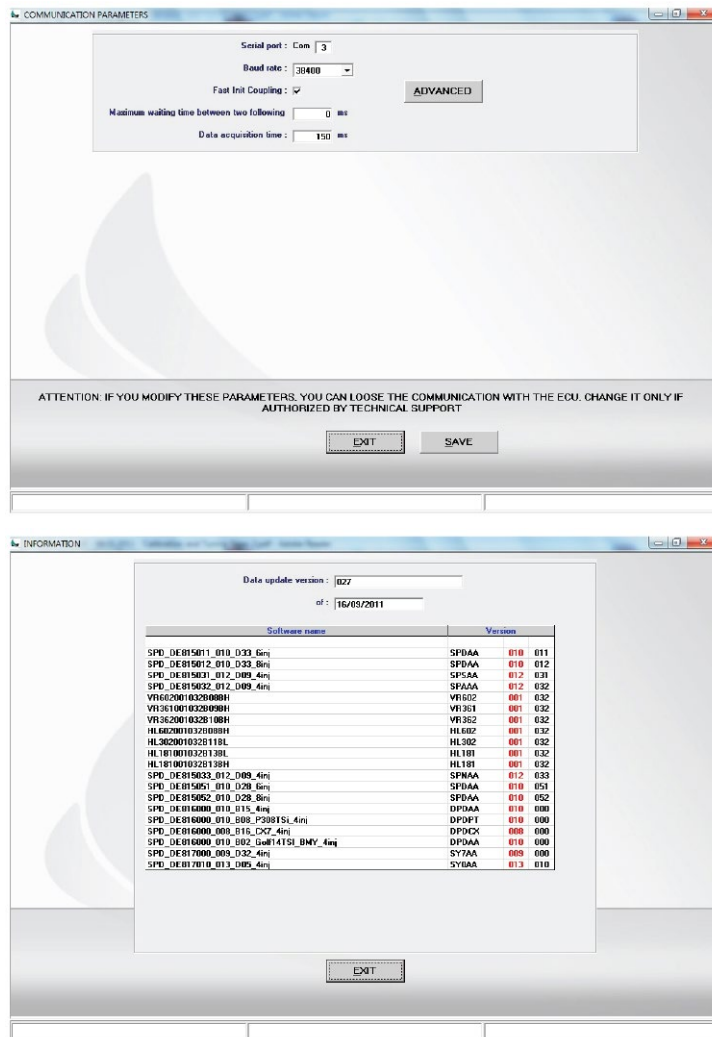 COMMUNICATION PARAMETERS
Serial port : Com 3
Baud rate : 38400
Fast Init Coupling :
ADVANCED
Maximum waiting time between two following 0 ms
Data acquisition time : 150 ms
ATTENTION: IF YOU MODIFY THESE PARAMETERS, YOU CAN LOOSE THE COMMUNICATION WITH THE ECU. CHANGE IT ONLY IF
AUTHORIZED BY TECHNICAL SUPPORT
EXIT SAVE
INFORMATION
Data update version : 027
of : 16/09/2011
Software name Version
SPD_DE815011_010_D33_6inj SPDAA 010 011
SPD_DE815012_010_D33_8inj SPDAA 010 012
SPD_DE815031_012_D09_4inj SPSAA 012 031
SPD_DE815032_012_D09_4inj SPAAA 012 032
VR602001032B088H VR602 001 032
VR361001032B098H VR361 001 032
VR362001032B108H VR362 001 032
HL602001032B088H HL602 001 032
HL302001032B118L HL302 001 032
HL181001032B138L HL181 001 032
HL181001032B138H HL181 001 032
SPD_DE815033_012_D09_4inj SPNAA 012 033
SPD_DE815051_010_D28_6inj SPDAA 010 051
SPD_DE815052_010_D28_8inj SPDAA 010 052
SPD_DE816000_010_B15_4inj DPDAA 010 000
SPD_DE816000_010_B08_P308TSi_4inj DPDPT 010 000
SPD_DE816000_008_B16_CX7_4inj DPDCX 008 000
SPD_DE816000_010_B02_Golf14TSI_BMY_4inj DPDAA 010 000
SPD_DE817000_009_D32_4inj SY7AA 009 000
SPD_DE817010_013_D05_4inj SY8AA 013 010
EXIT